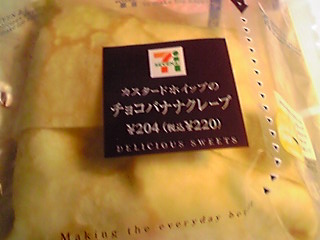 カスタードホイップの
チョコバナナクレープ
¥204(税込¥220)
DELICIOUS SWEETS
Making the everyday